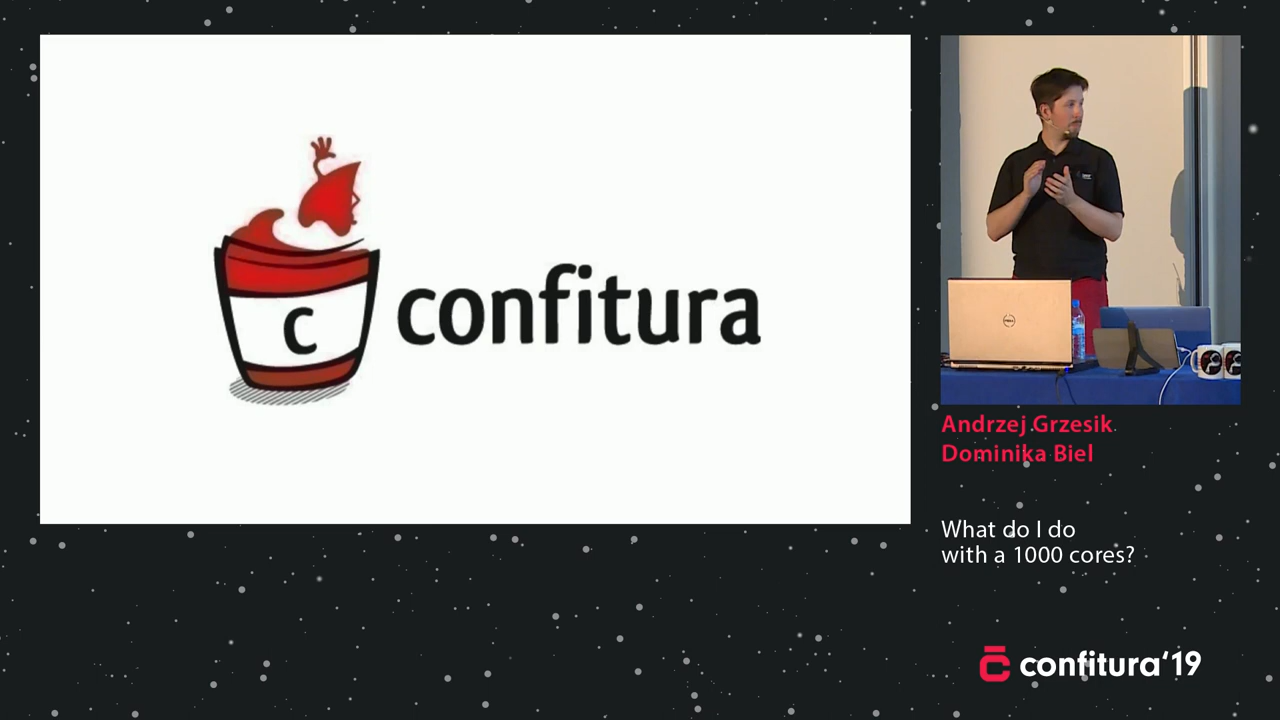 C
confitura
Andrzej Grzesik
Dominika Biel
What do I do
with a 1000 cores?
confitura'19